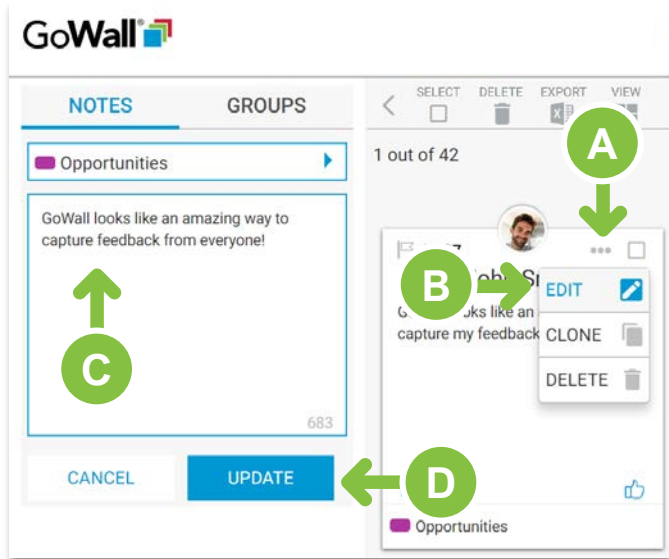 GoWall®
NOTES GROUPS
SELECT DELETE EXPORT VIEW
Opportunities
1 out of 42
A
GoWall looks like an amazing way to
capture feedback from everyone!
B
EDIT
capture my feedback
CLONE
DELETE
C
683
CANCEL UPDATE
D
Opportunities